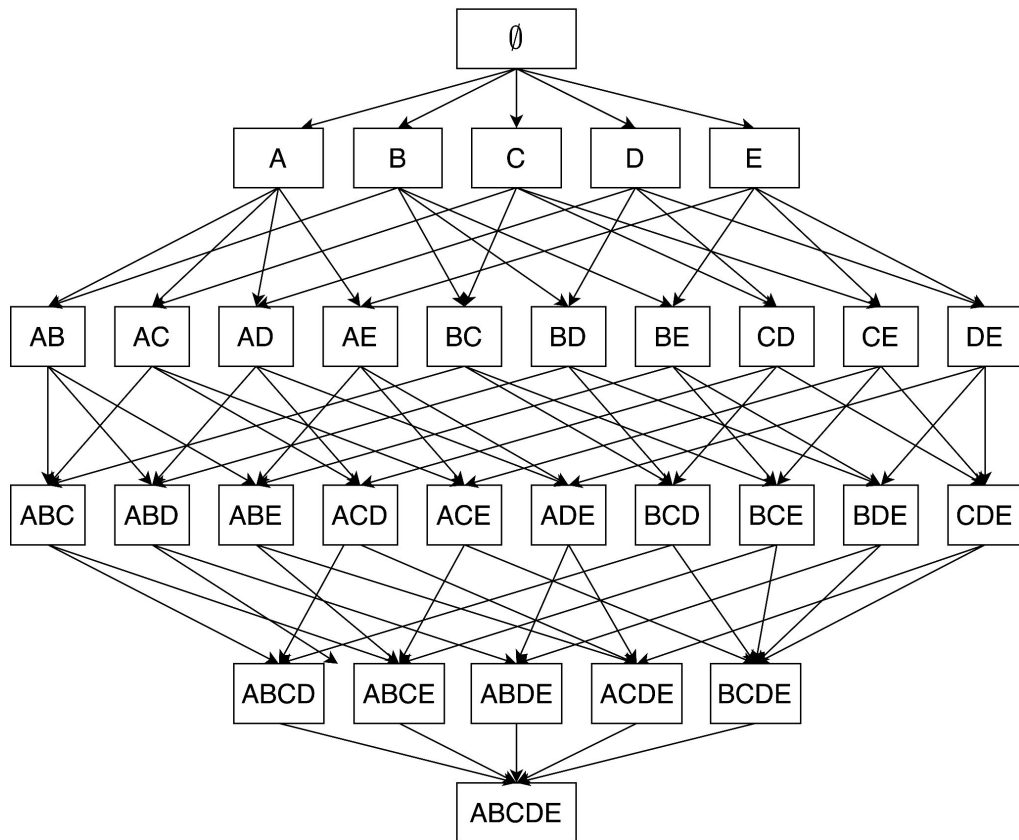 ∅
A B C D E
AB AC AD AE BC BD BE CD CE DE
ABC ABD ABE ACD ACE ADE BCD BCE BDE CDE
ABCD ABCE ABDE ACDE BCDE
ABCDE